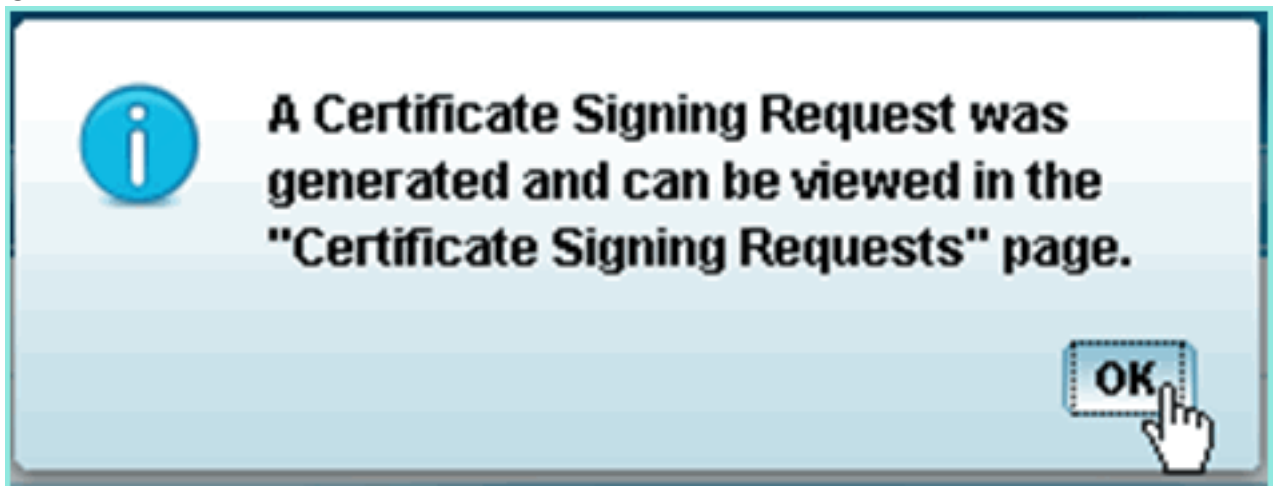 A Certificate Signing Request was
generated and can be viewed in the
"Certificate Signing Requests" page.
OK